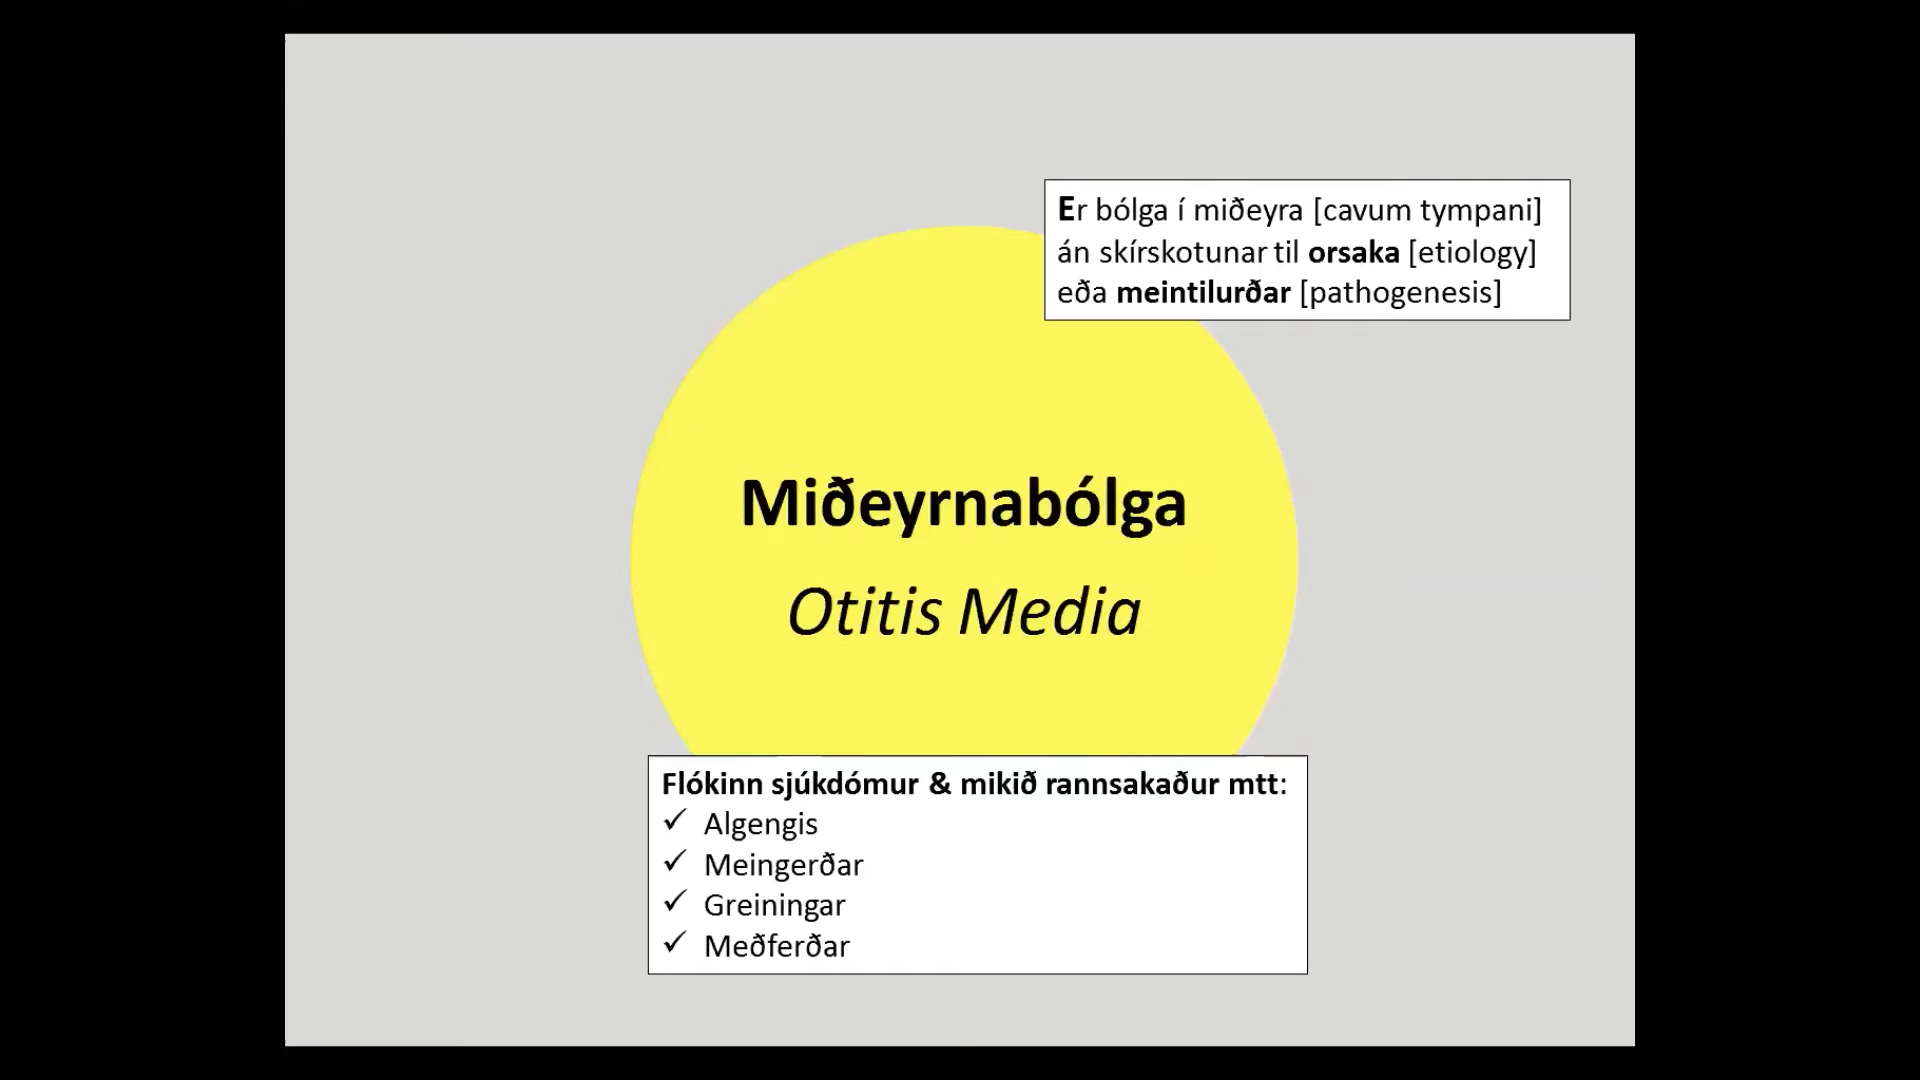 Er bólga í miðeyra [cavum tympani]
án skírskotunar til orsaka [etiology]
eða meintilurðar [pathogenesis]
Miðeyrnabólga
Otitis Media
Flókinn sjúkdómur & mikið rannsakaður mtt:
✓ Algengis
✓ Meingerðar
✓ Greiningar
✓ Meðferðar